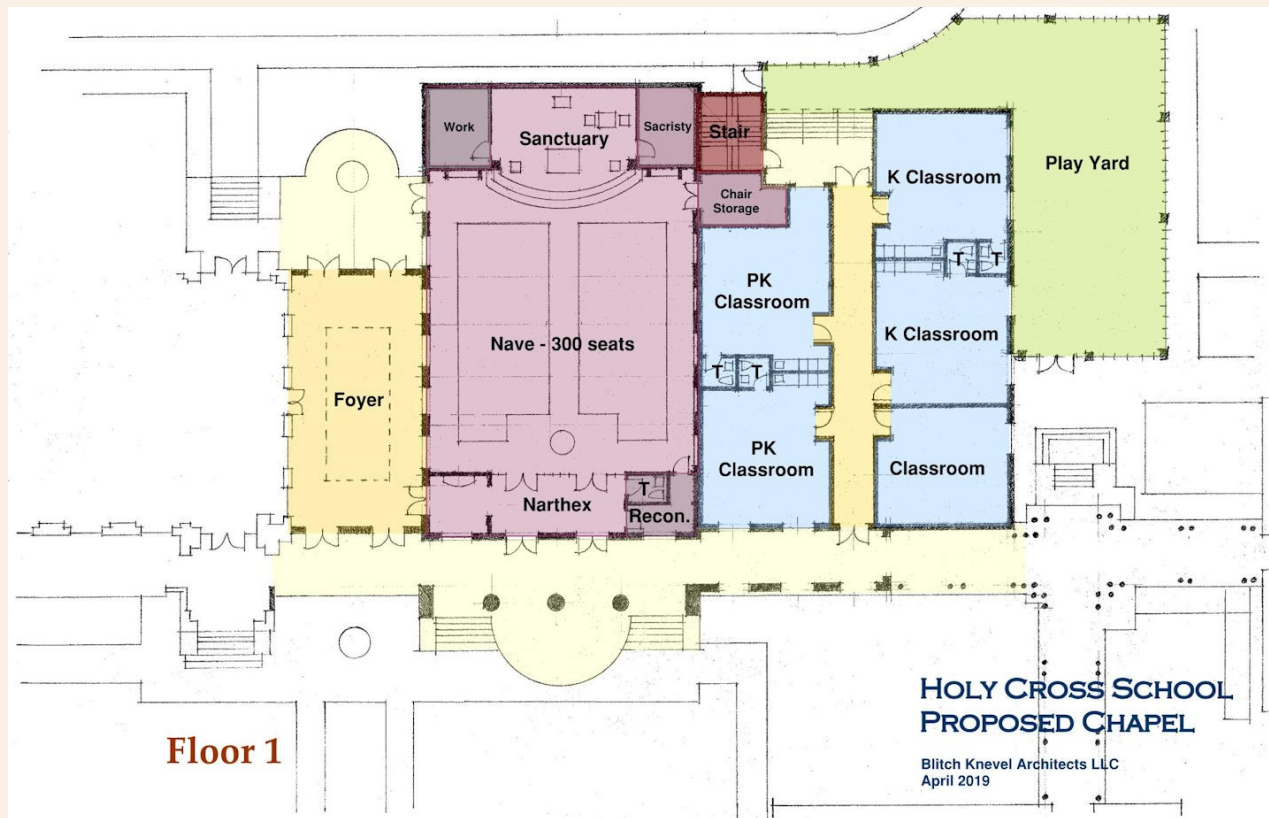 Work
Sanctuary
Sacristy
Stair
Chair
Storage
K Classroom
Play Yard
T
T
PK
Classroom
K Classroom
Nave - 300 seats
Foyer
T
T
PK
Classroom
Classroom
Narthex
T
Recon.
HOLY CROSS SCHOOL
PROPOSED CHAPEL
Floor 1
Blitch Knevel Architects LLC
April 2019